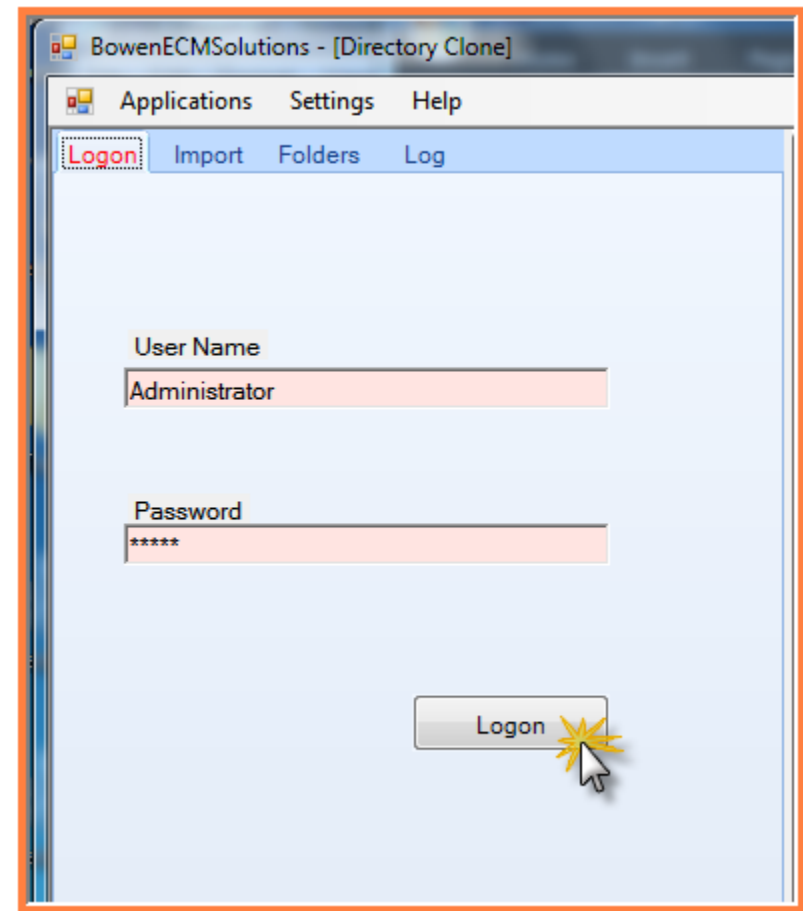 BowenECMSolutions - [Directory Clone]
Applications Settings Help
Logon Import Folders Log
User Name
Administrator
Password
*****
Logon